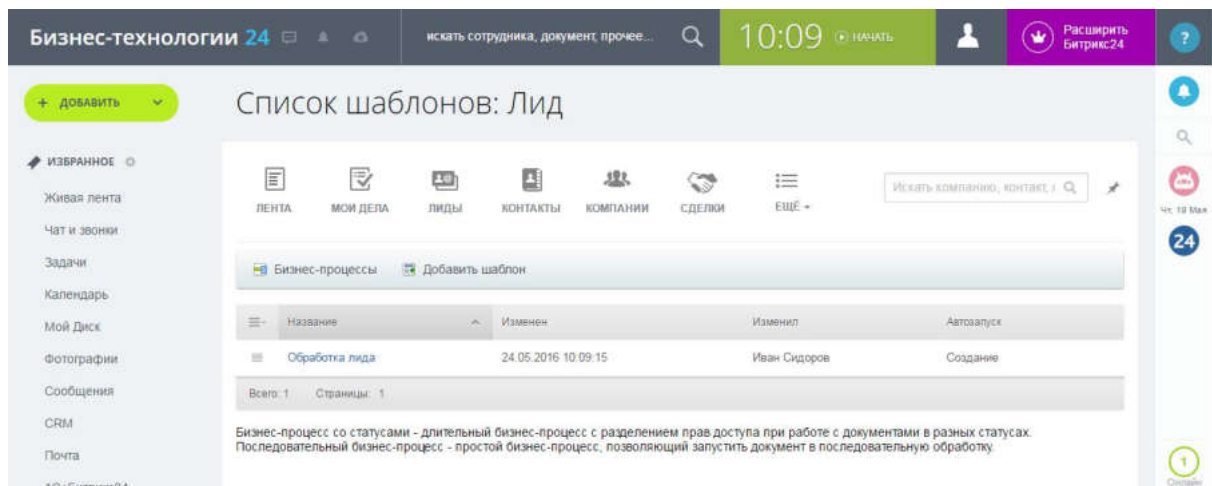 Бизнес-технологии 24
искать сотрудника, документ, прочее...
10:09 НАЧАТЬ
Расширить
Битрикс24
?
+ ДОБАВИТЬ
Список шаблонов: Лид
ИЗБРАННОЕ
Живая лента
Чат и звонки
Задачи
Календарь
Мой Диск
Фотографии
Сообщения
CRM
Почта
ЛЕНТА
МОИ ДЕЛА
ЛИДЫ
КОНТАКТЫ
КОМПАНИИ
СДЕЛКИ
ЕЩЁ
Искать компанию, контакт,
Бизнес-процессы
Добавить шаблон
Название Изменен Изменил Автозапуск
Обработка лида 24.05.2016 10:09:15 Иван Сидоров Создание
Всего: 1 Страницы: 1
Бизнес-процесс со статусами - длительный бизнес-процесс с разделением прав доступа при работе с документами в разных статусах.
Последовательный бизнес-процесс - простой бизнес-процесс, позволяющий запустить документ в последовательную обработку.
Чт, Мая
24
1
Онлайн